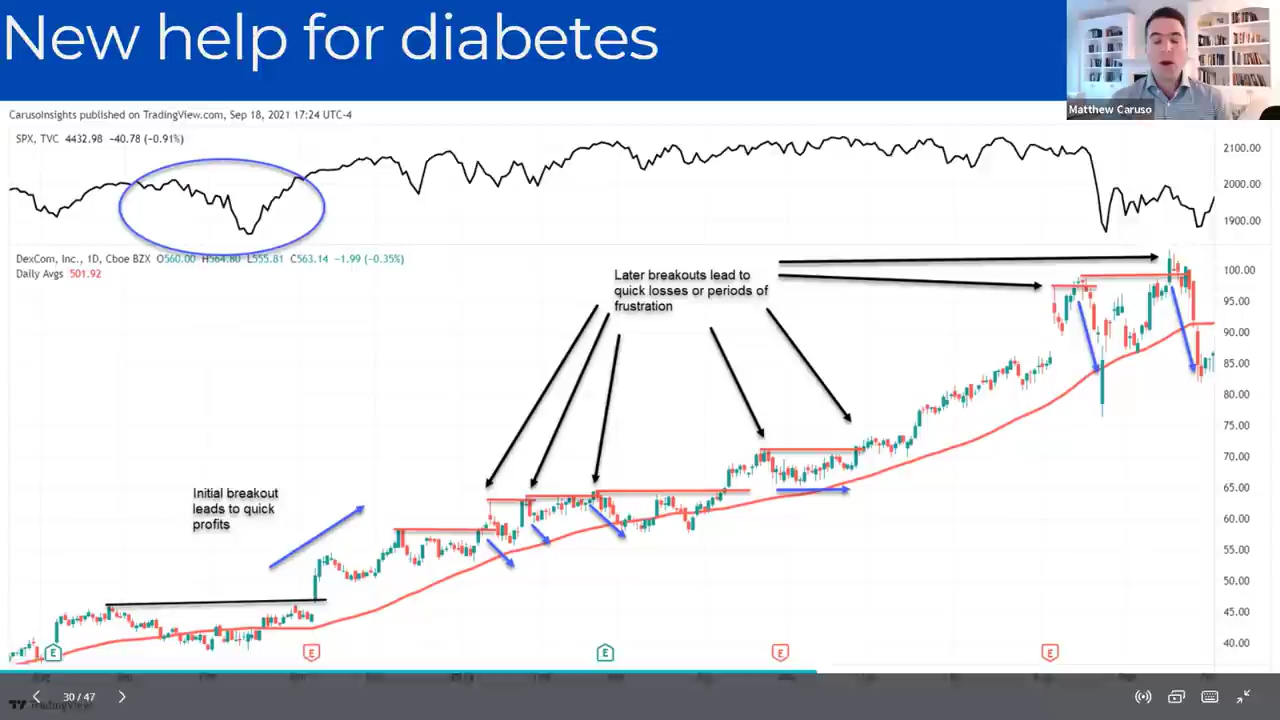 New help for diabetes
Matthew Caruso
CarusoInsights published on TradingView.com, Sep 18, 2021 17:24 UTC-4
SPX, TVC 4432.98 -40.78 (-0.91%)
2100.00
2000.00
1900.00
DexCom, Inc., 1D, Cboe BZX O560.00 H564.80 L555.81 C563.14 -1.99 (-0.35%)
Daily Avgs 501.92
Later breakouts lead to
quick losses or periods of
frustration
Initial breakout
leads to quick
profits
100.00
95.00
90.00
85.00
80.00
75.00
70.00
65.00
60.00
55.00
50.00
45.00
40.00
E
E
E
E
E
30 / 47
TradingView